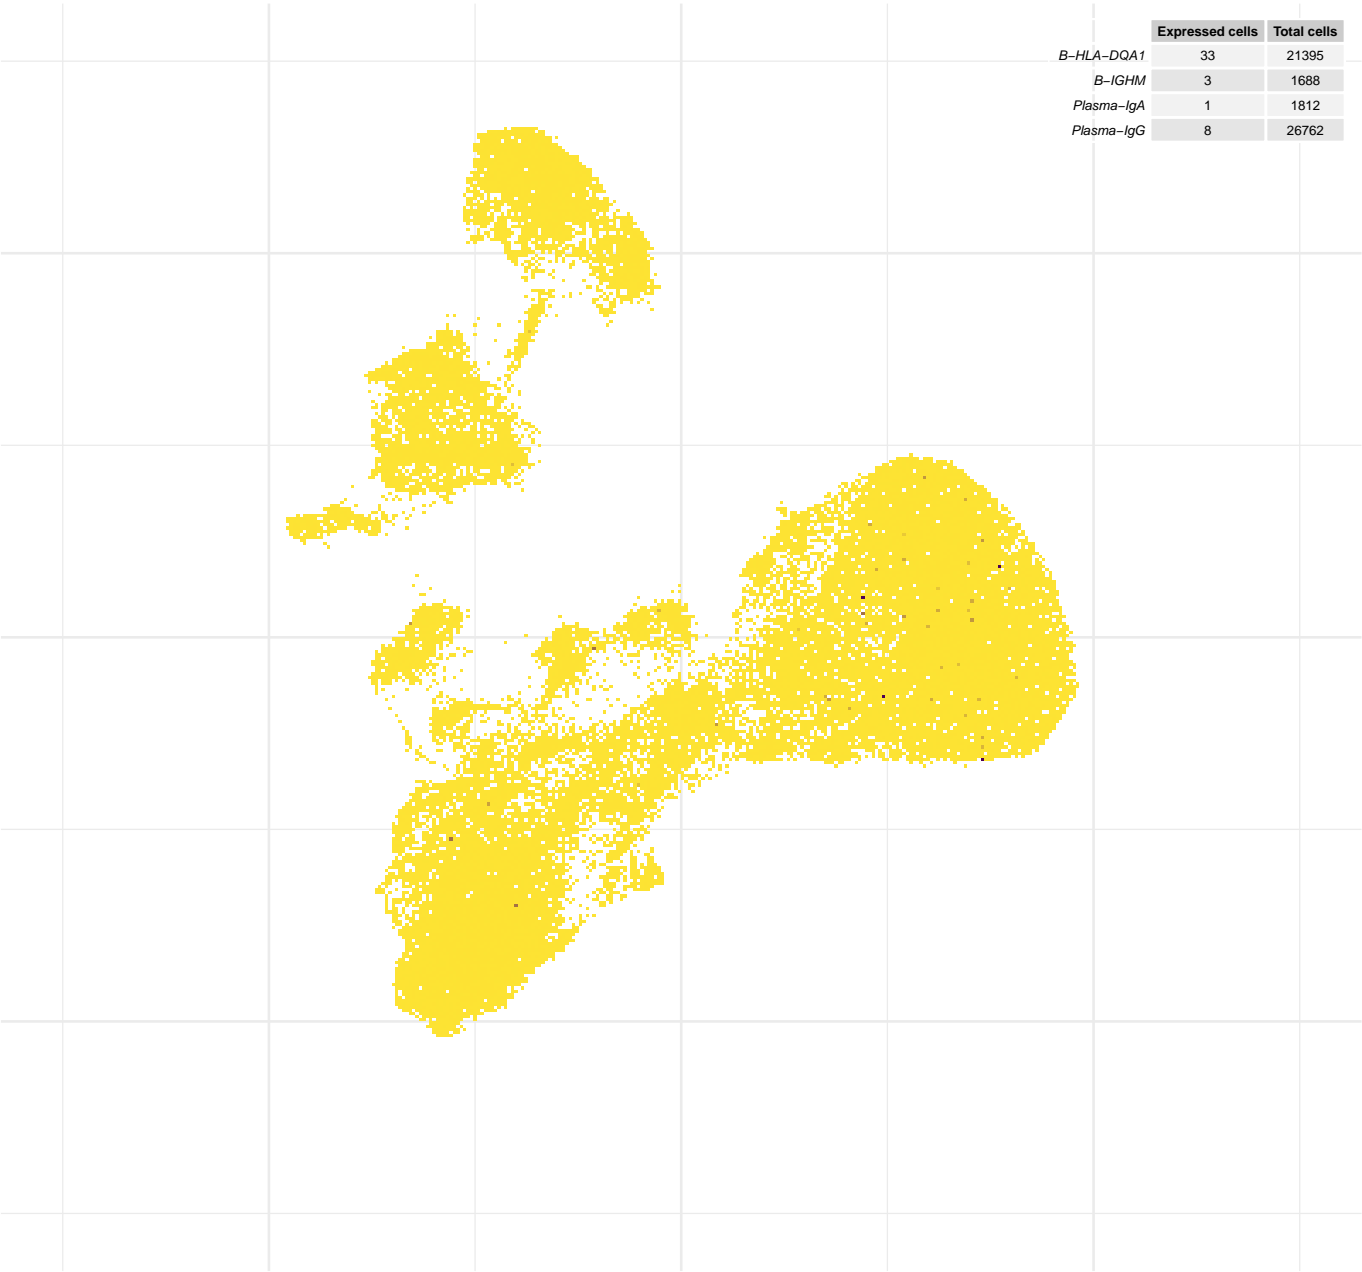 Expressed cells Total cells
B−HLA−DQA1 33 21395
B−IGHM 3 1688
Plasma−IgA 1 1812
Plasma−IgG 8 26762